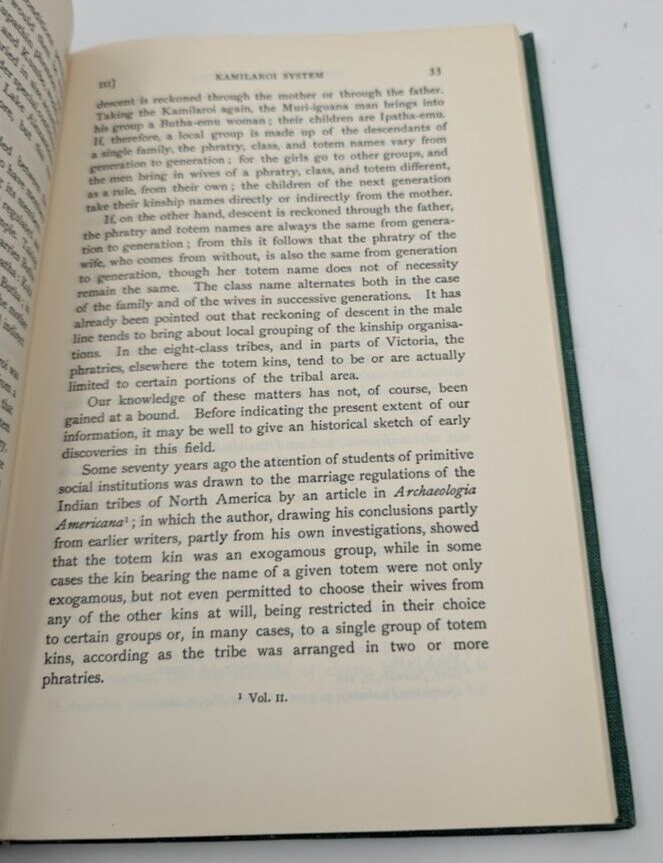 III] KAMILAROI SYSTEM 33
descent is reckoned through the mother or through the father.
Taking the Kamilaroi again, the Muri-iguana man brings into
his group a Butha-emu woman; their children are Ipatha-emu.
If, therefore, a local group is made up of the descendants of
a single family, the phratry, class, and totem names vary from
generation to generation; for the girls go to other groups, and
the men bring in wives of a phratry, class, and totem different,
as a rule, from their own; the children of the next generation
take their kinship names directly or indirectly from the mother.
If, on the other hand, descent is reckoned through the father,
the phratry and totem names are always the same from genera-
tion to generation; from this it follows that the phratry of the
wife, who comes from without, is also the same from generation
to generation, though her totem name does not of necessity
remain the same. The class name alternates both in the case
of the family and of the wives in successive generations. It has
already been pointed out that reckoning of descent in the male
line tends to bring about local grouping of the kinship organisa-
tions. In the eight-class tribes, and in parts of Victoria, the
phratries, elsewhere the totem kins, tend to be or are actually
limited to certain portions of the tribal area.
Our knowledge of these matters has not, of course, been
gained at a bound. Before indicating the present extent of our
information, it may be well to give an historical sketch of early
discoveries in this field.
Some seventy years ago the attention of students of primitive
social institutions was drawn to the marriage regulations of the
Indian tribes of North America by an article in Archaeologia
Americana¹; in which the author, drawing his conclusions partly
from earlier writers, partly from his own investigations, showed
that the totem kin was an exogamous group, while in some
cases the kin bearing the name of a given totem were not only
exogamous, but not even permitted to choose their wives from
any of the other kins at will, being restricted in their choice
to certain groups or, in many cases, to a single group of totem
kins, according as the tribe was arranged in two or more
phratries.
¹ Vol. II.